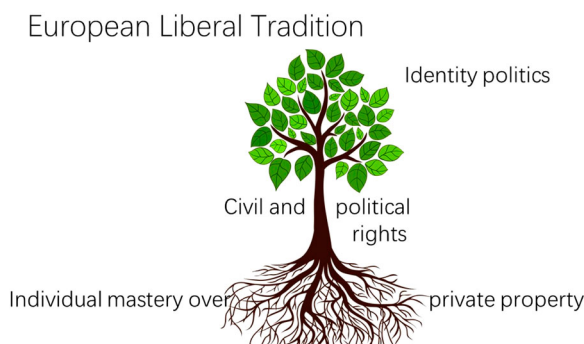 European Liberal Tradition
Identity politics
Civil and political
rights
Individual mastery over private property